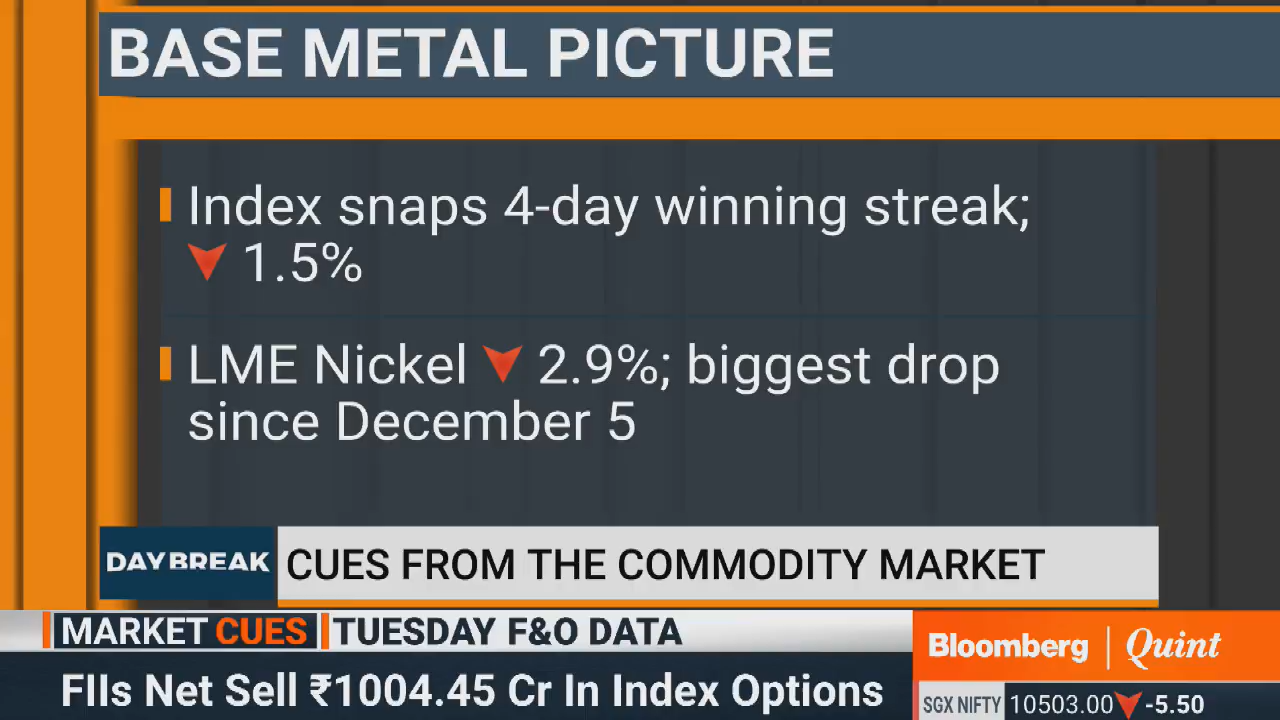 BASE METAL PICTURE
Index snaps 4-day winning streak;
▼ 1.5%
LME Nickel ▼ 2.9%; biggest drop
since December 5
DAYBREAK CUES FROM THE COMMODITY MARKET
MARKET CUES TUESDAY F&O DATA
FIIs Net Sell ₹1004.45 Cr In Index Options
Bloomberg | Quint
SGX NIFTY 10503.00 ▼ -5.50